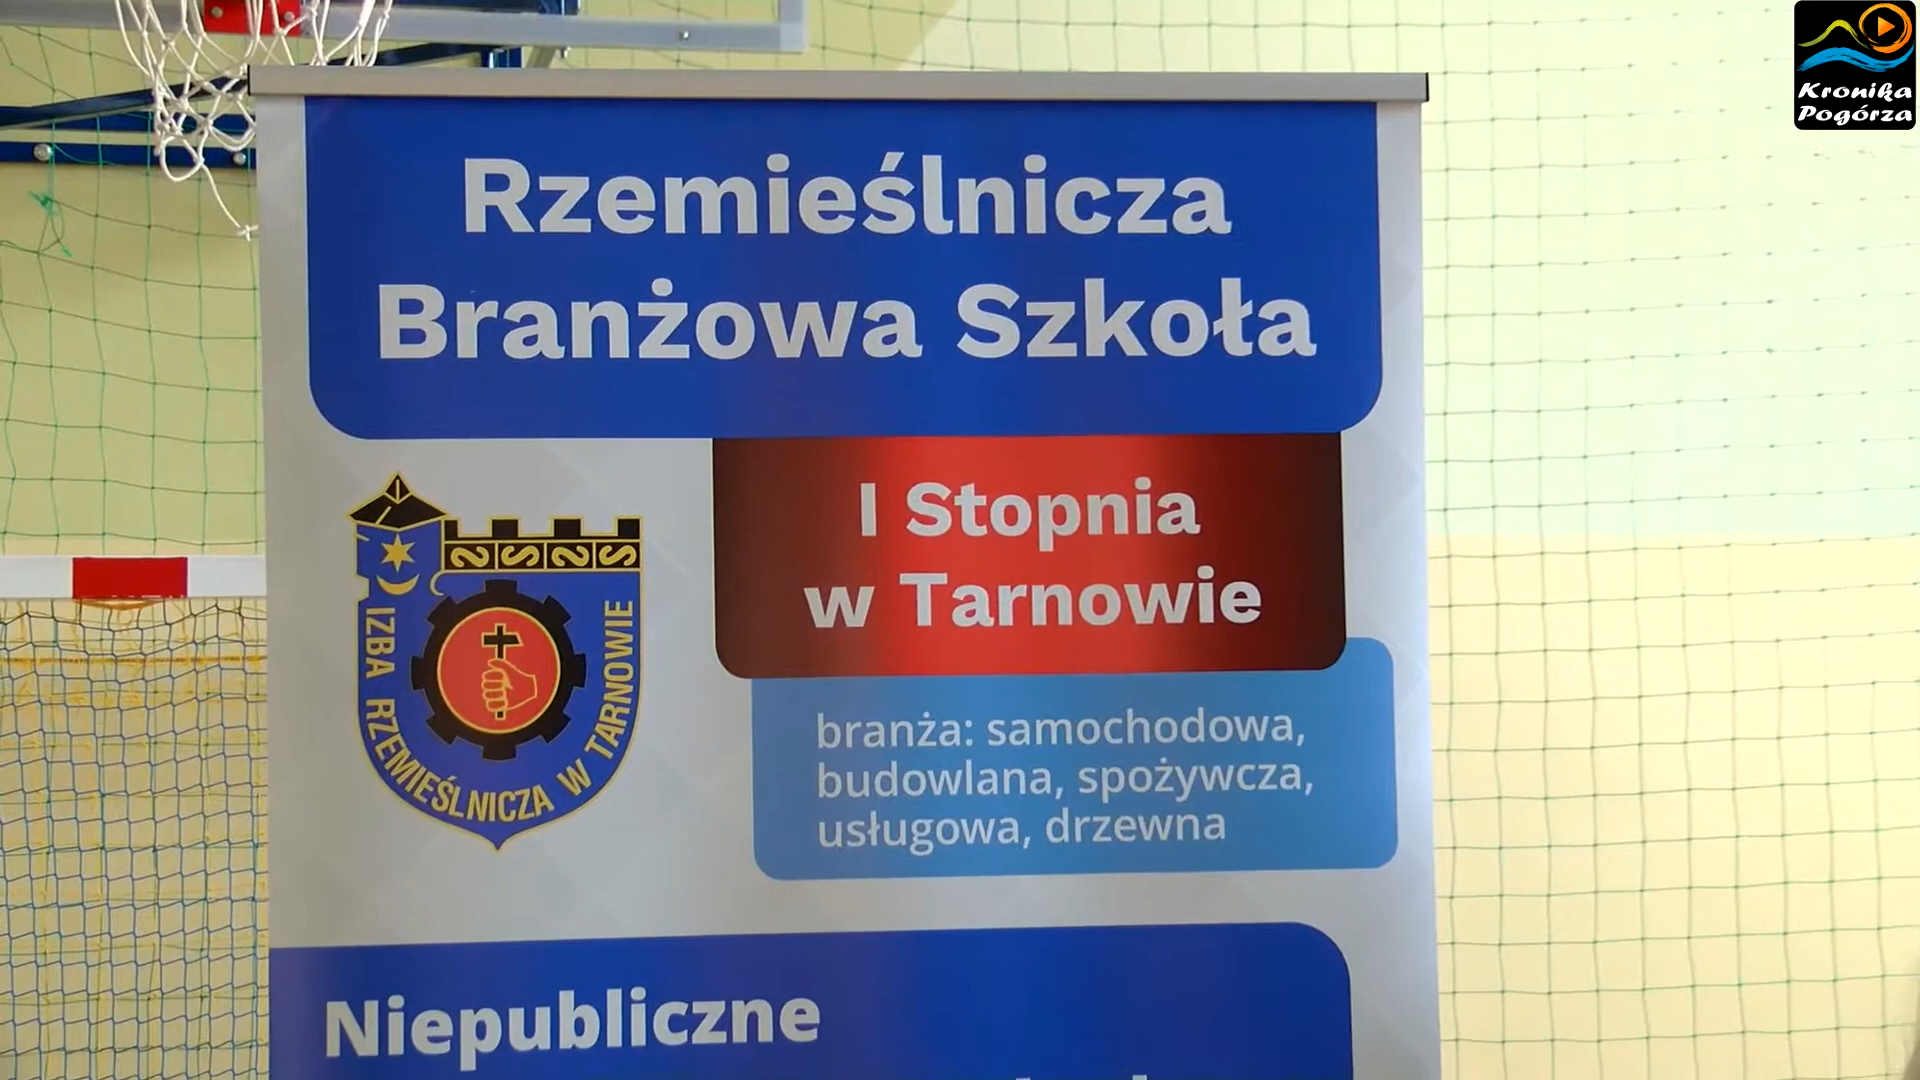 Kronika
Pogórza
Rzemieślnicza
Branżowa Szkoła
I Stopnia
w Tarnowie
IZBA RZEMIEŚLNICZA W TARNOWIE
branża: samochodowa,
budowlana, spożywcza,
usługowa, drzewna
Niepubliczne